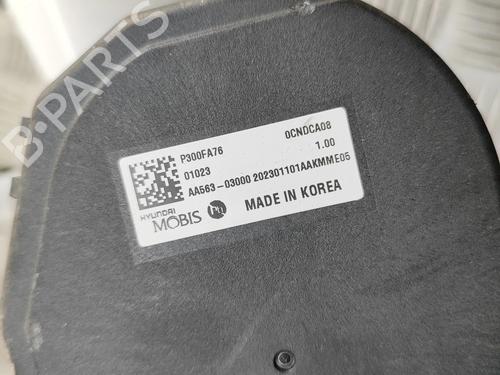 P300FA76 0CNDCA08
01023 1.00
AA563-03000 202301101AAKMME05
HYUNDAI
MOBIS MADE IN KOREA
B-PARTS